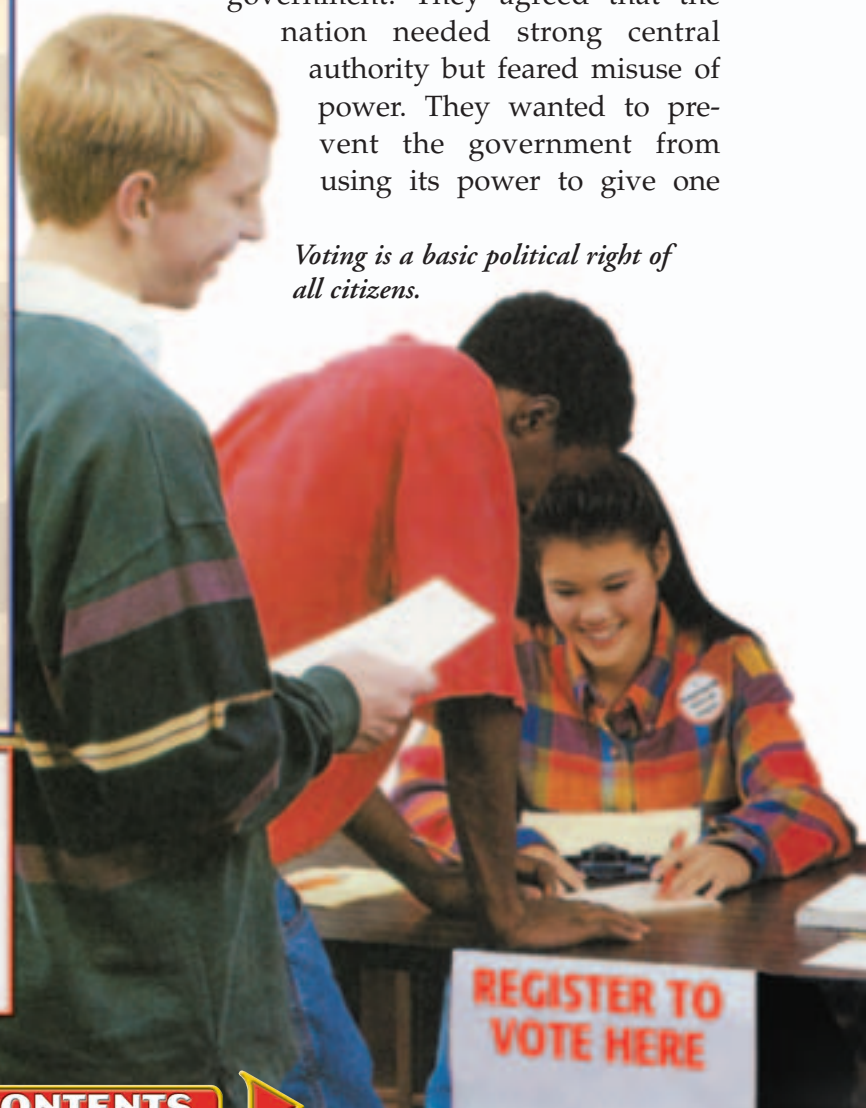 government. They agreed that the
nation needed strong central
authority but feared misuse of
power. They wanted to pre-
vent the government from
using its power to give one
Voting is a basic political right of
all citizens.
REGISTER TO
VOTE HERE
ONTENTS